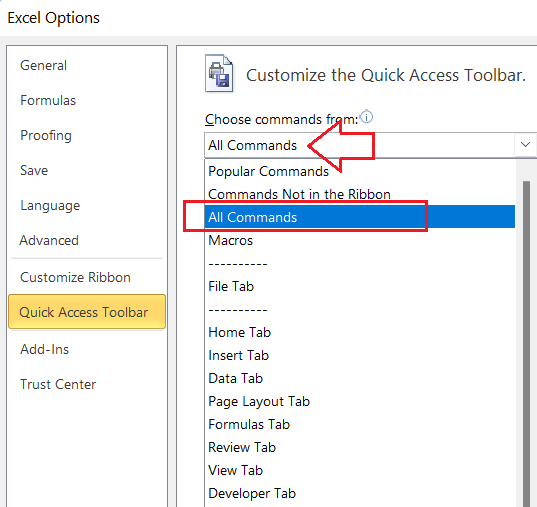 Excel Options
General
Formulas
Proofing
Save
Language
Advanced
Customize Ribbon
Quick Access Toolbar
Add-Ins
Trust Center
Customize the Quick Access Toolbar.
Choose commands from:
All Commands
Popular Commands
Commands Not in the Ribbon
All Commands
Macros
----------
File Tab
----------
Home Tab
Insert Tab
Data Tab
Page Layout Tab
Formulas Tab
Review Tab
View Tab
Developer Tab